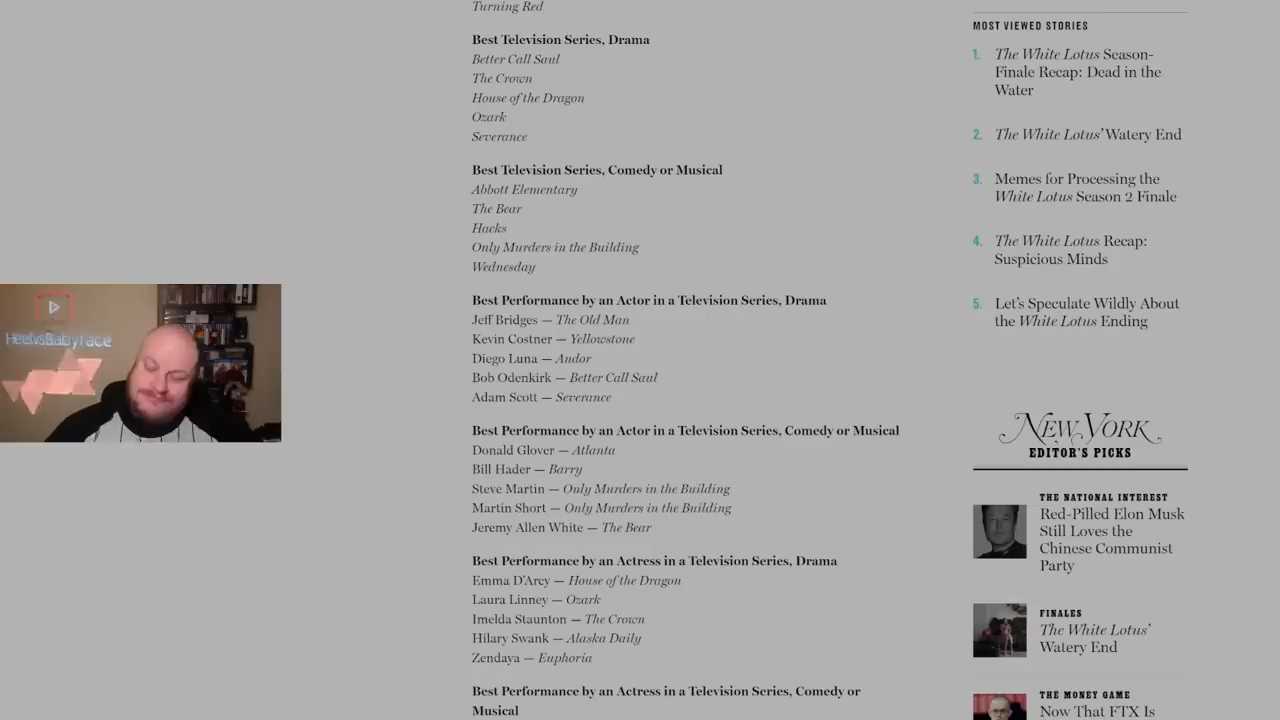 Turning Red
Best Television Series, Drama
Better Call Saul
The Crown
House of the Dragon
Ozark
Severance
Best Television Series, Comedy or Musical
Abbott Elementary
The Bear
Hacks
Only Murders in the Building
Wednesday
Best Performance by an Actor in a Television Series, Drama
Jeff Bridges — The Old Man
Kevin Costner — Yellowstone
Diego Luna — Andor
Bob Odenkirk — Better Call Saul
Adam Scott — Severance
Best Performance by an Actor in a Television Series, Comedy or Musical
Donald Glover — Atlanta
Bill Hader — Barry
Steve Martin — Only Murders in the Building
Martin Short — Only Murders in the Building
Jeremy Allen White — The Bear
Best Performance by an Actress in a Television Series, Drama
Emma D'Arcy — House of the Dragon
Laura Linney — Ozark
Imelda Staunton — The Crown
Hilary Swank — Alaska Daily
Zendaya — Euphoria
Best Performance by an Actress in a Television Series, Comedy or
Musical
MOST VIEWED STORIES
1. The White Lotus Season-
Finale Recap: Dead in the
Water
2. The White Lotus' Watery End
3. Memes for Processing the
White Lotus Season 2 Finale
4. The White Lotus Recap:
Suspicious Minds
5. Let's Speculate Wildly About
the White Lotus Ending
NEW YORK
EDITOR'S PICKS
THE NATIONAL INTEREST
Red-Pilled Elon Musk
Still Loves the
Chinese Communist
Party
FINALES
The White Lotus'
Watery End
THE MONEY GAME
Now That FTX Is
HeelvsBabyface